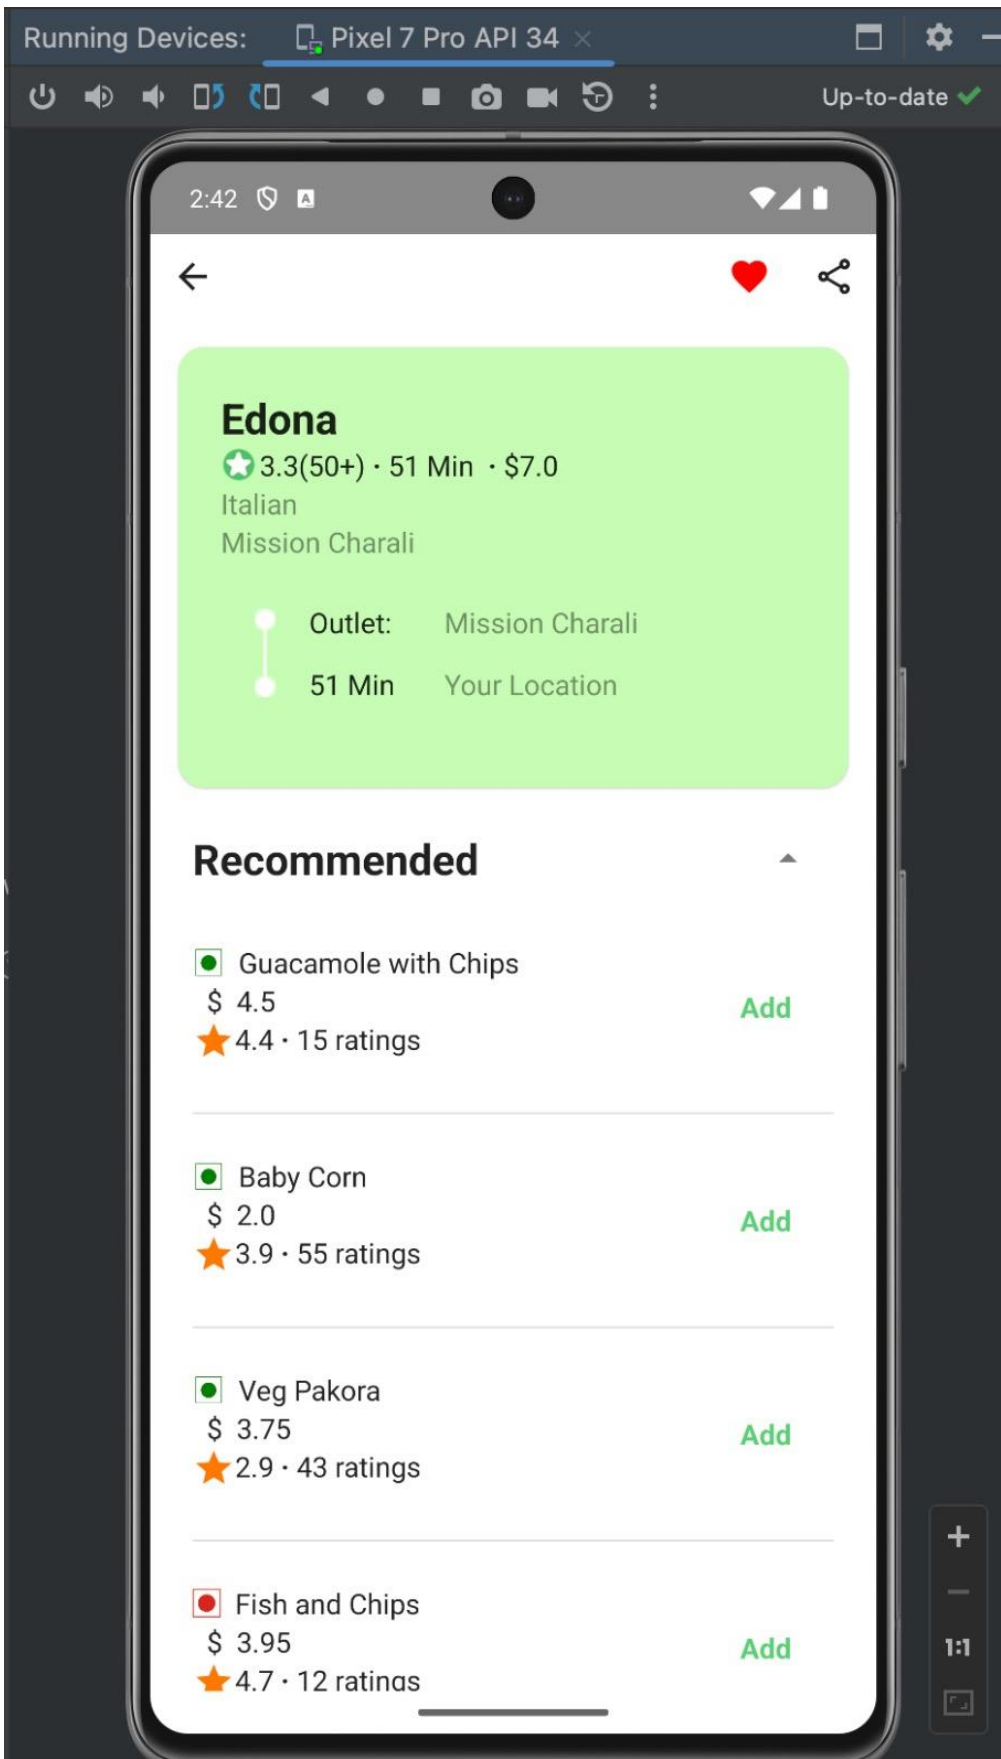 Running Devices: Pixel 7 Pro API 34
Up-to-date
2:42 A
Edona
3.3(50+) · 51 Min · $7.0
Italian
Mission Charali
Outlet: Mission Charali
51 Min Your Location
Recommended
Guacamole with Chips
$ 4.5
Add
4.4 · 15 ratings
Baby Corn
$ 2.0
Add
3.9 · 55 ratings
Veg Pakora
$ 3.75
Add
2.9 · 43 ratings
Fish and Chips
$ 3.95
Add
4.7 · 12 ratings
1:1